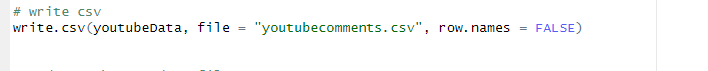 # write csv
write.csv(youtubeData, file = "youtubecomments.csv", row.names = FALSE)